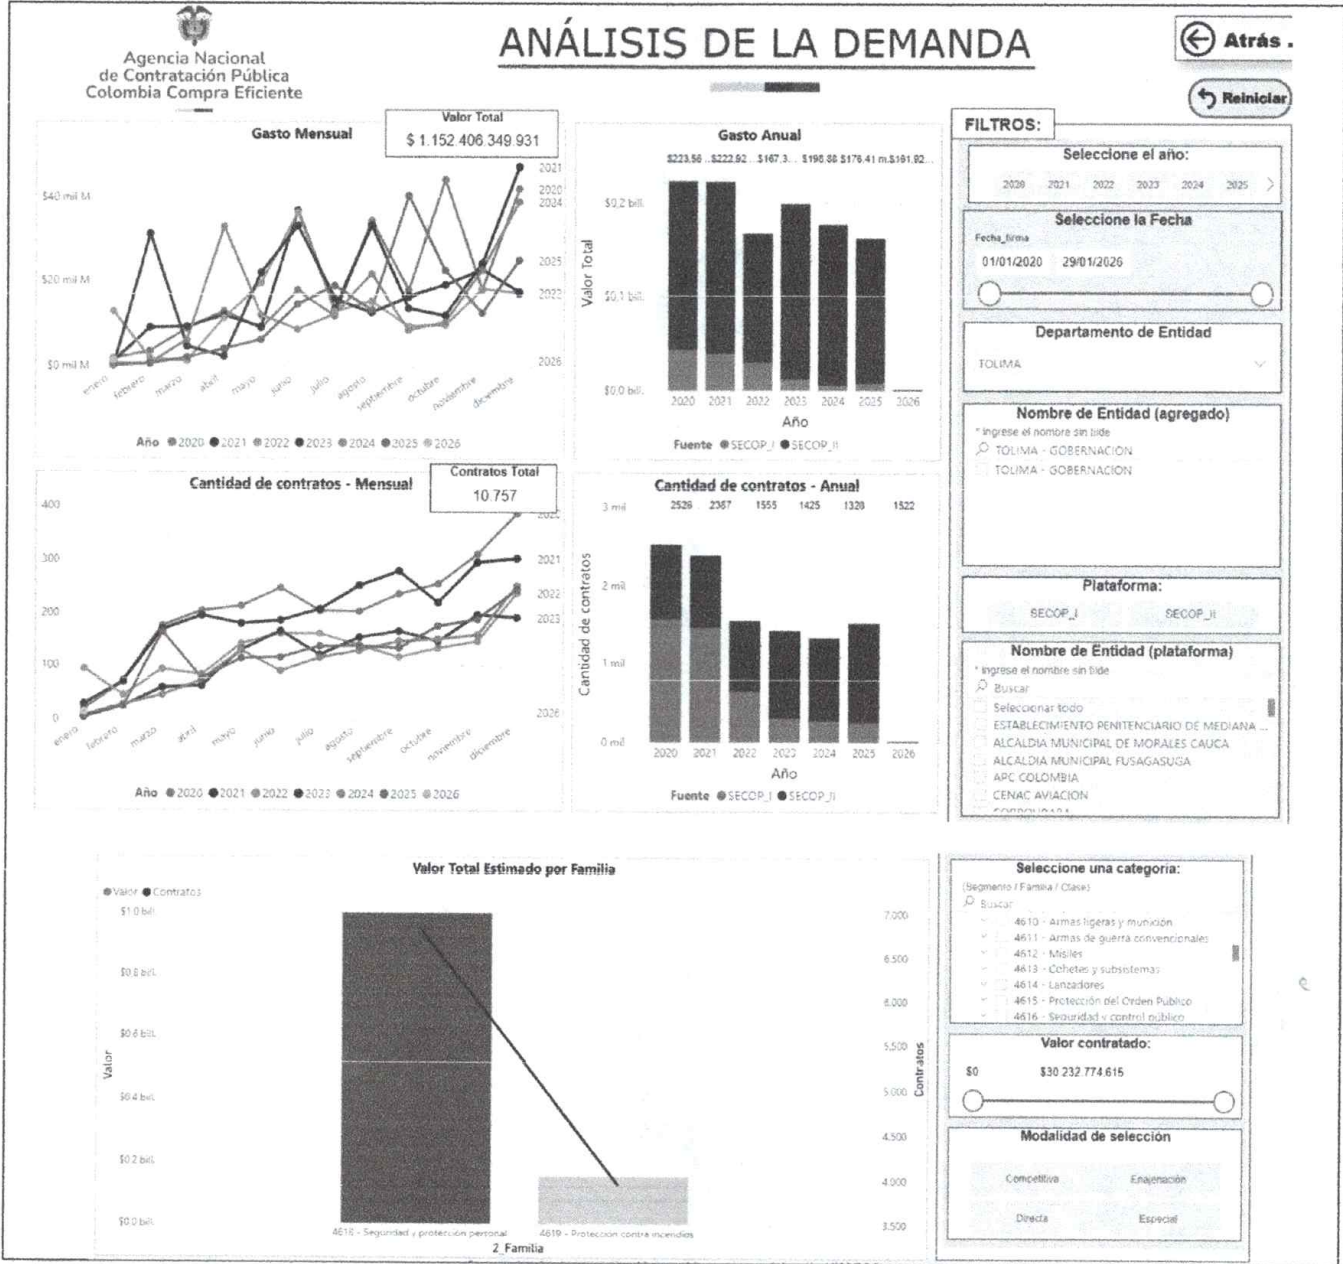 Agencia Nacional
de Contratación Pública
Colombia Compra Eficiente
ANÁLISIS DE LA DEMANDA
Atrás .
Reiniciar
Gasto Mensual
Valor Total
$ 1.152.406.349.931
$40 mil M
$20 mil M
$0 mil M
2021
2020
2024
2025
2026
enero
febrero
marzo
abril
mayo
junio
julio
agosto
septiembre
octubre
noviembre
diciembre
Año 2020 2021 2022 2023 2024 2025 2026
Gasto Anual
Valor Total
$0,2 bill.
$0,1 bill.
$0,0 bill.
2020 2021 2022 2023 2024 2025 2026
Año
Fuente SECOP_I SECOP_II
FILTROS:
Seleccione el año:
2020 2021 2022 2023 2024 2025
Seleccione la Fecha
Fecha_firma
01/01/2020 29/01/2026
Departamento de Entidad
TOLIMA
Nombre de Entidad (agregado)
* Ingrese el nombre sin tilde
TOLIMA - GOBERNACION
TOLIMA - GOBERNACION
Cantidad de contratos - Mensual
Contratos Total
10.757
400
300
200
100
0
2021
2022
2023
2026
enero
febrero
marzo
abril
mayo
junio
julio
agosto
septiembre
octubre
noviembre
diciembre
Año 2020 2021 2022 2023 2024 2025 2026
Cantidad de contratos - Anual
1555 1425 1522
Cantidad de contratos
3 mil
2 mil
1 mil
0 mil
2020 2021 2022 2023 2024 2025 2026
Año
Fuente SECOP_I SECOP_II
Plataforma:
SECOP_I SECOP_II
Nombre de Entidad (plataforma)
* Ingrese el nombre sin tilde
Buscar
Seleccionar todo
ESTABLECIMIENTO PENITENCIARIO DE MEDIANA ...
ALCALDIA MUNICIPAL DE MORALES CAUCA
ALCALDIA MUNICIPAL FUSAGASUGA
APC COLOMBIA
CENAC AVIACION
Valor Total Estimado por Familia
Valor Contratos
Valor
$1.0 bill.
$0,8 bill.
$0.6 bill.
$0.4 bill.
$0.2 bill.
$0.0 bill.
7.000
6.500
6.000
5.500
5.000
4.500
4.000
3.500
Contratos
4618 - Seguridad y protección personal
4619 - Protección contra incendios
2_Familia
Seleccione una categoria:
(Segmento / Familia / Clase)
Buscar
4610 - Armas ligeras y munición
4611 - Armas de guerra convencionales
4612 - Misiles
4613 - Cohetes y subsistemas
4614 - Lanzadores
4615 - Protección del Orden Público
4616 - Seguridad y control público
Valor contratado:
$0 $30.232.774.615
Modalidad de selección
Competitiva Enajenación
Directa Especial